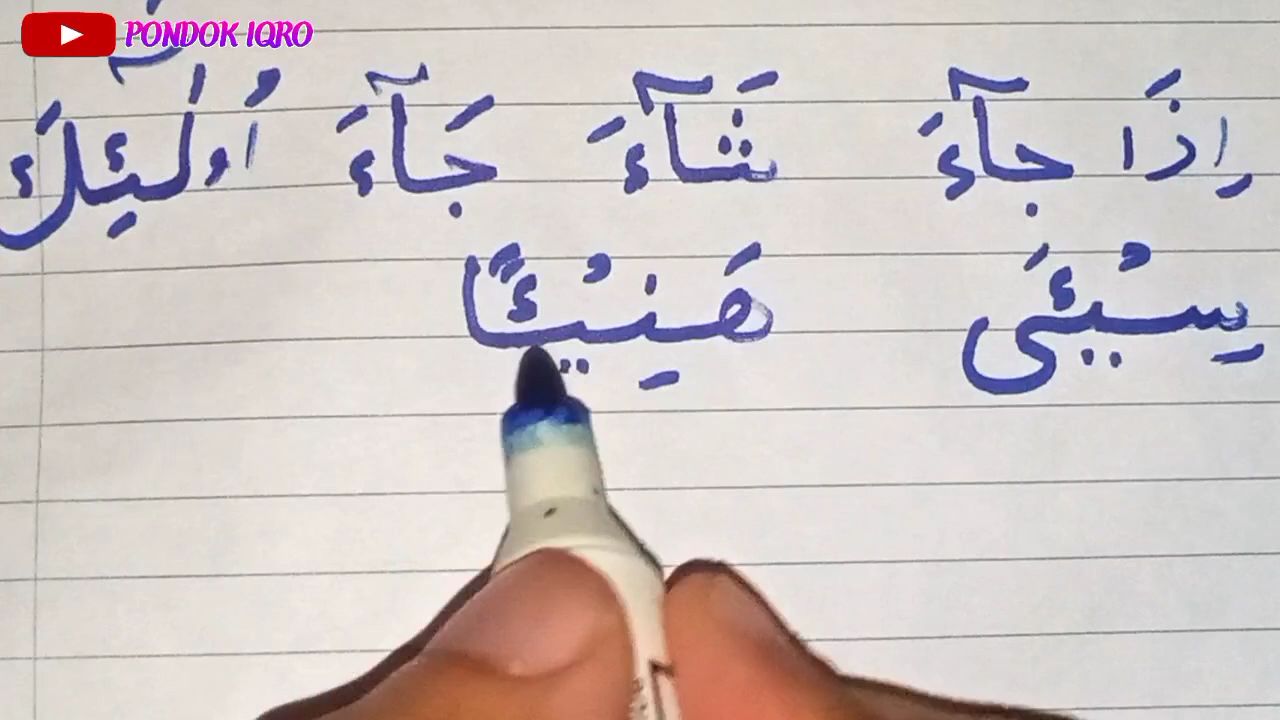 PONDOK IQRO
اِذَا جَآءَ شَآءَ جَآءَ اُولٰٓئِكَ
سِيْئَى هَنِيْئًا